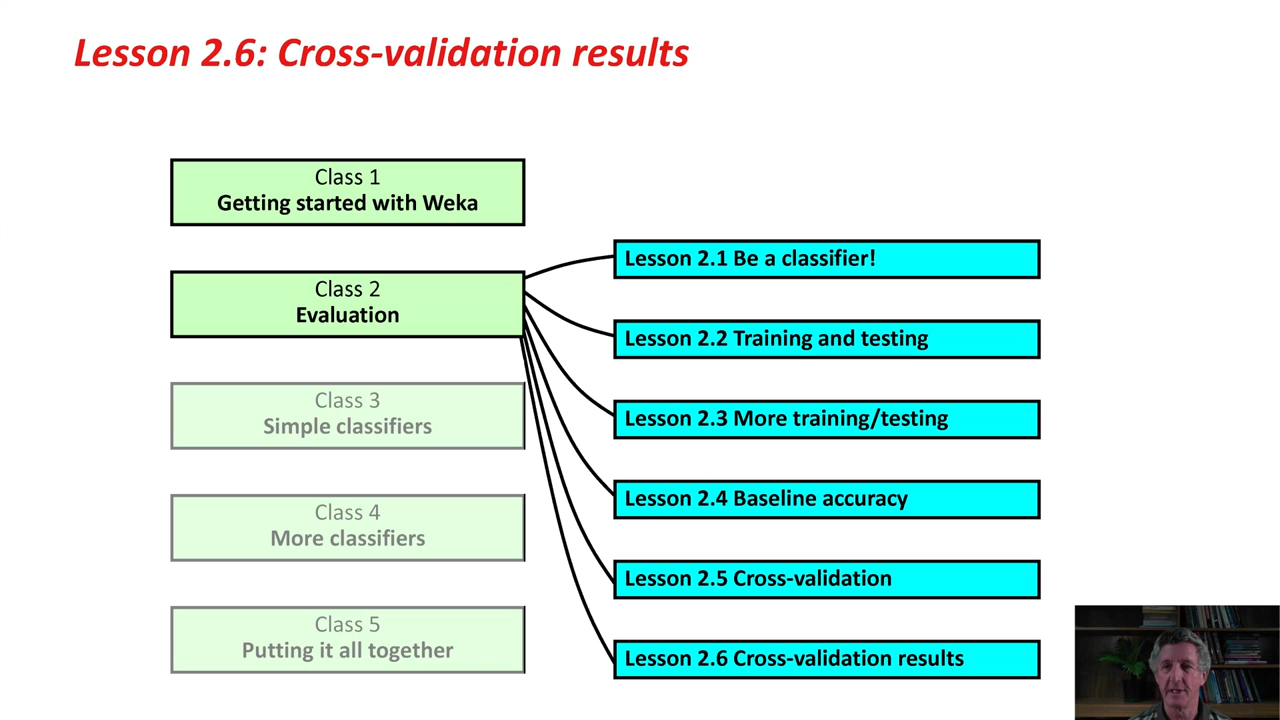 Lesson 2.6: Cross-validation results
Class 1
Getting started with Weka
Class 2
Evaluation
Class 3
Simple classifiers
Class 4
More classifiers
Class 5
Putting it all together
Lesson 2.1 Be a classifier!
Lesson 2.2 Training and testing
Lesson 2.3 More training/testing
Lesson 2.4 Baseline accuracy
Lesson 2.5 Cross-validation
Lesson 2.6 Cross-validation results